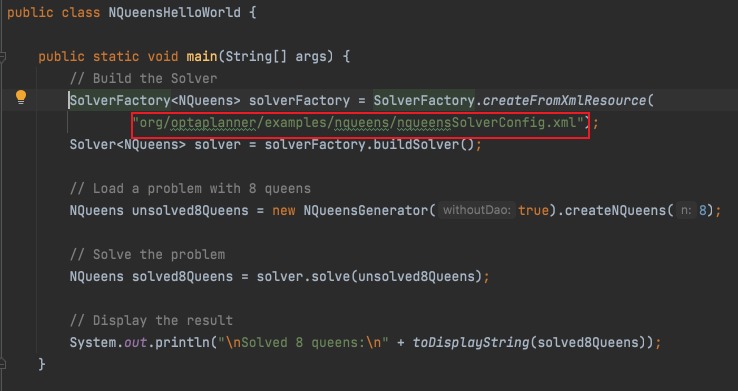 public class NQueensHelloWorld {
public static void main(String[] args) {
// Build the Solver
SolverFactory<NQueens> solverFactory = SolverFactory.createFromXmlResource(
"org/optaplanner/examples/nqueens/nqueensSolverConfig.xml");
Solver<NQueens> solver = solverFactory.buildSolver();
// Load a problem with 8 queens
NQueens unsolved8Queens = new NQueensGenerator( withoutDao: true).createNQueens( n: 8);
// Solve the problem
NQueens solved8Queens = solver.solve(unsolved8Queens);
// Display the result
System.out.println("\nSolved 8 queens:\n" + toDisplayString(solved8Queens));
}